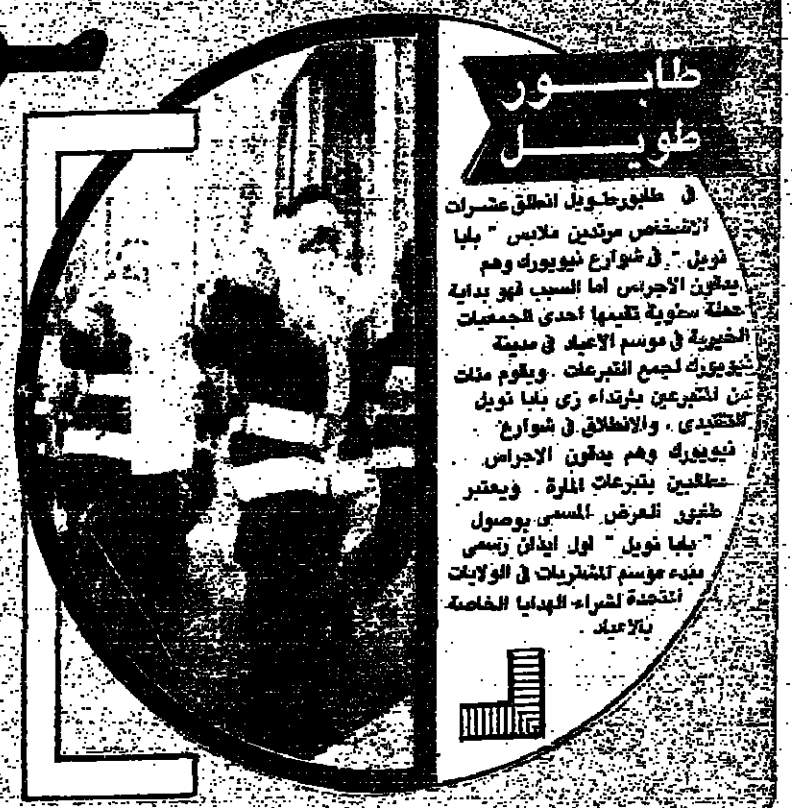 طابـــــور
طويـــــل
في طابور طويل انطلق عشرات
الاشخاص مرتدين ملابس " بابا
نويل " في شوارع نيويورك وهم
يدقون الاجراس اما السبب فهو بداية
حملة سنوية تقيمها احدى الجمعيات
الخيرية في موسم الاعياد في مدينة
نيويورك لجمع التبرعات . ويقوم مئات
من المتبرعين بارتداء زى بابا نويل
التقليدى ، والانطلاق في شوارع
نيويورك وهم يدقون الاجراس
مطالبين بتبرعات المارة . ويعتبر
طابور العرض المسمى بوصول
" بابا نويل " اول ايذان رسمى
ببدء موسم المشتريات في الولايات
المتحدة لشراء الهدايا الخاصة
بالاعياد .